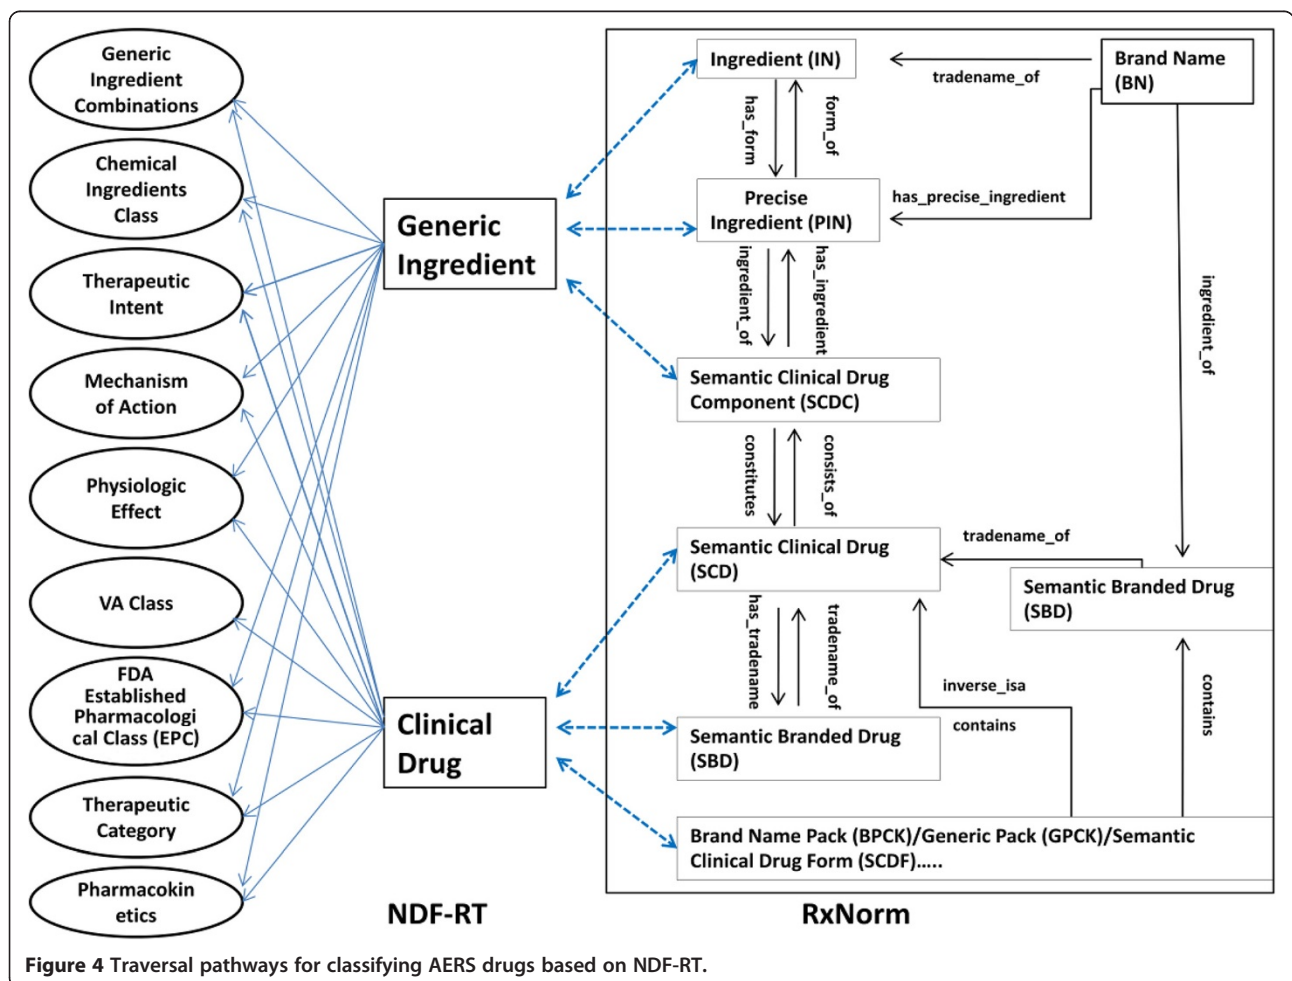 Generic
Ingredient
Combinations
Chemical
Ingredients
Class
Therapeutic
Intent
Mechanism
of Action
Physiologic
Effect
VA Class
FDA
Established
Pharmacologi
cal Class (EPC)
Therapeutic
Category
Pharmacokin
etics
Generic
Ingredient
Clinical
Drug
NDF-RT
Ingredient (IN)
tradename_of
Brand Name
(BN)
has_form
form_of
Precise
Ingredient (PIN)
has_precise_ingredient
ingredient_of
has_ingredient
ingredient_of
Semantic Clinical Drug
Component (SCDC)
constitutes
consists_of
Semantic Clinical Drug
(SCD)
tradename_of
Semantic Branded Drug
(SBD)
has_tradename
tradename_of
inverse_isa
contains
contains
Semantic Branded Drug
(SBD)
Brand Name Pack (BPCK)/Generic Pack (GPCK)/Semantic
Clinical Drug Form (SCDF).....
RxNorm
Figure 4 Traversal pathways for classifying AERS drugs based on NDF-RT.